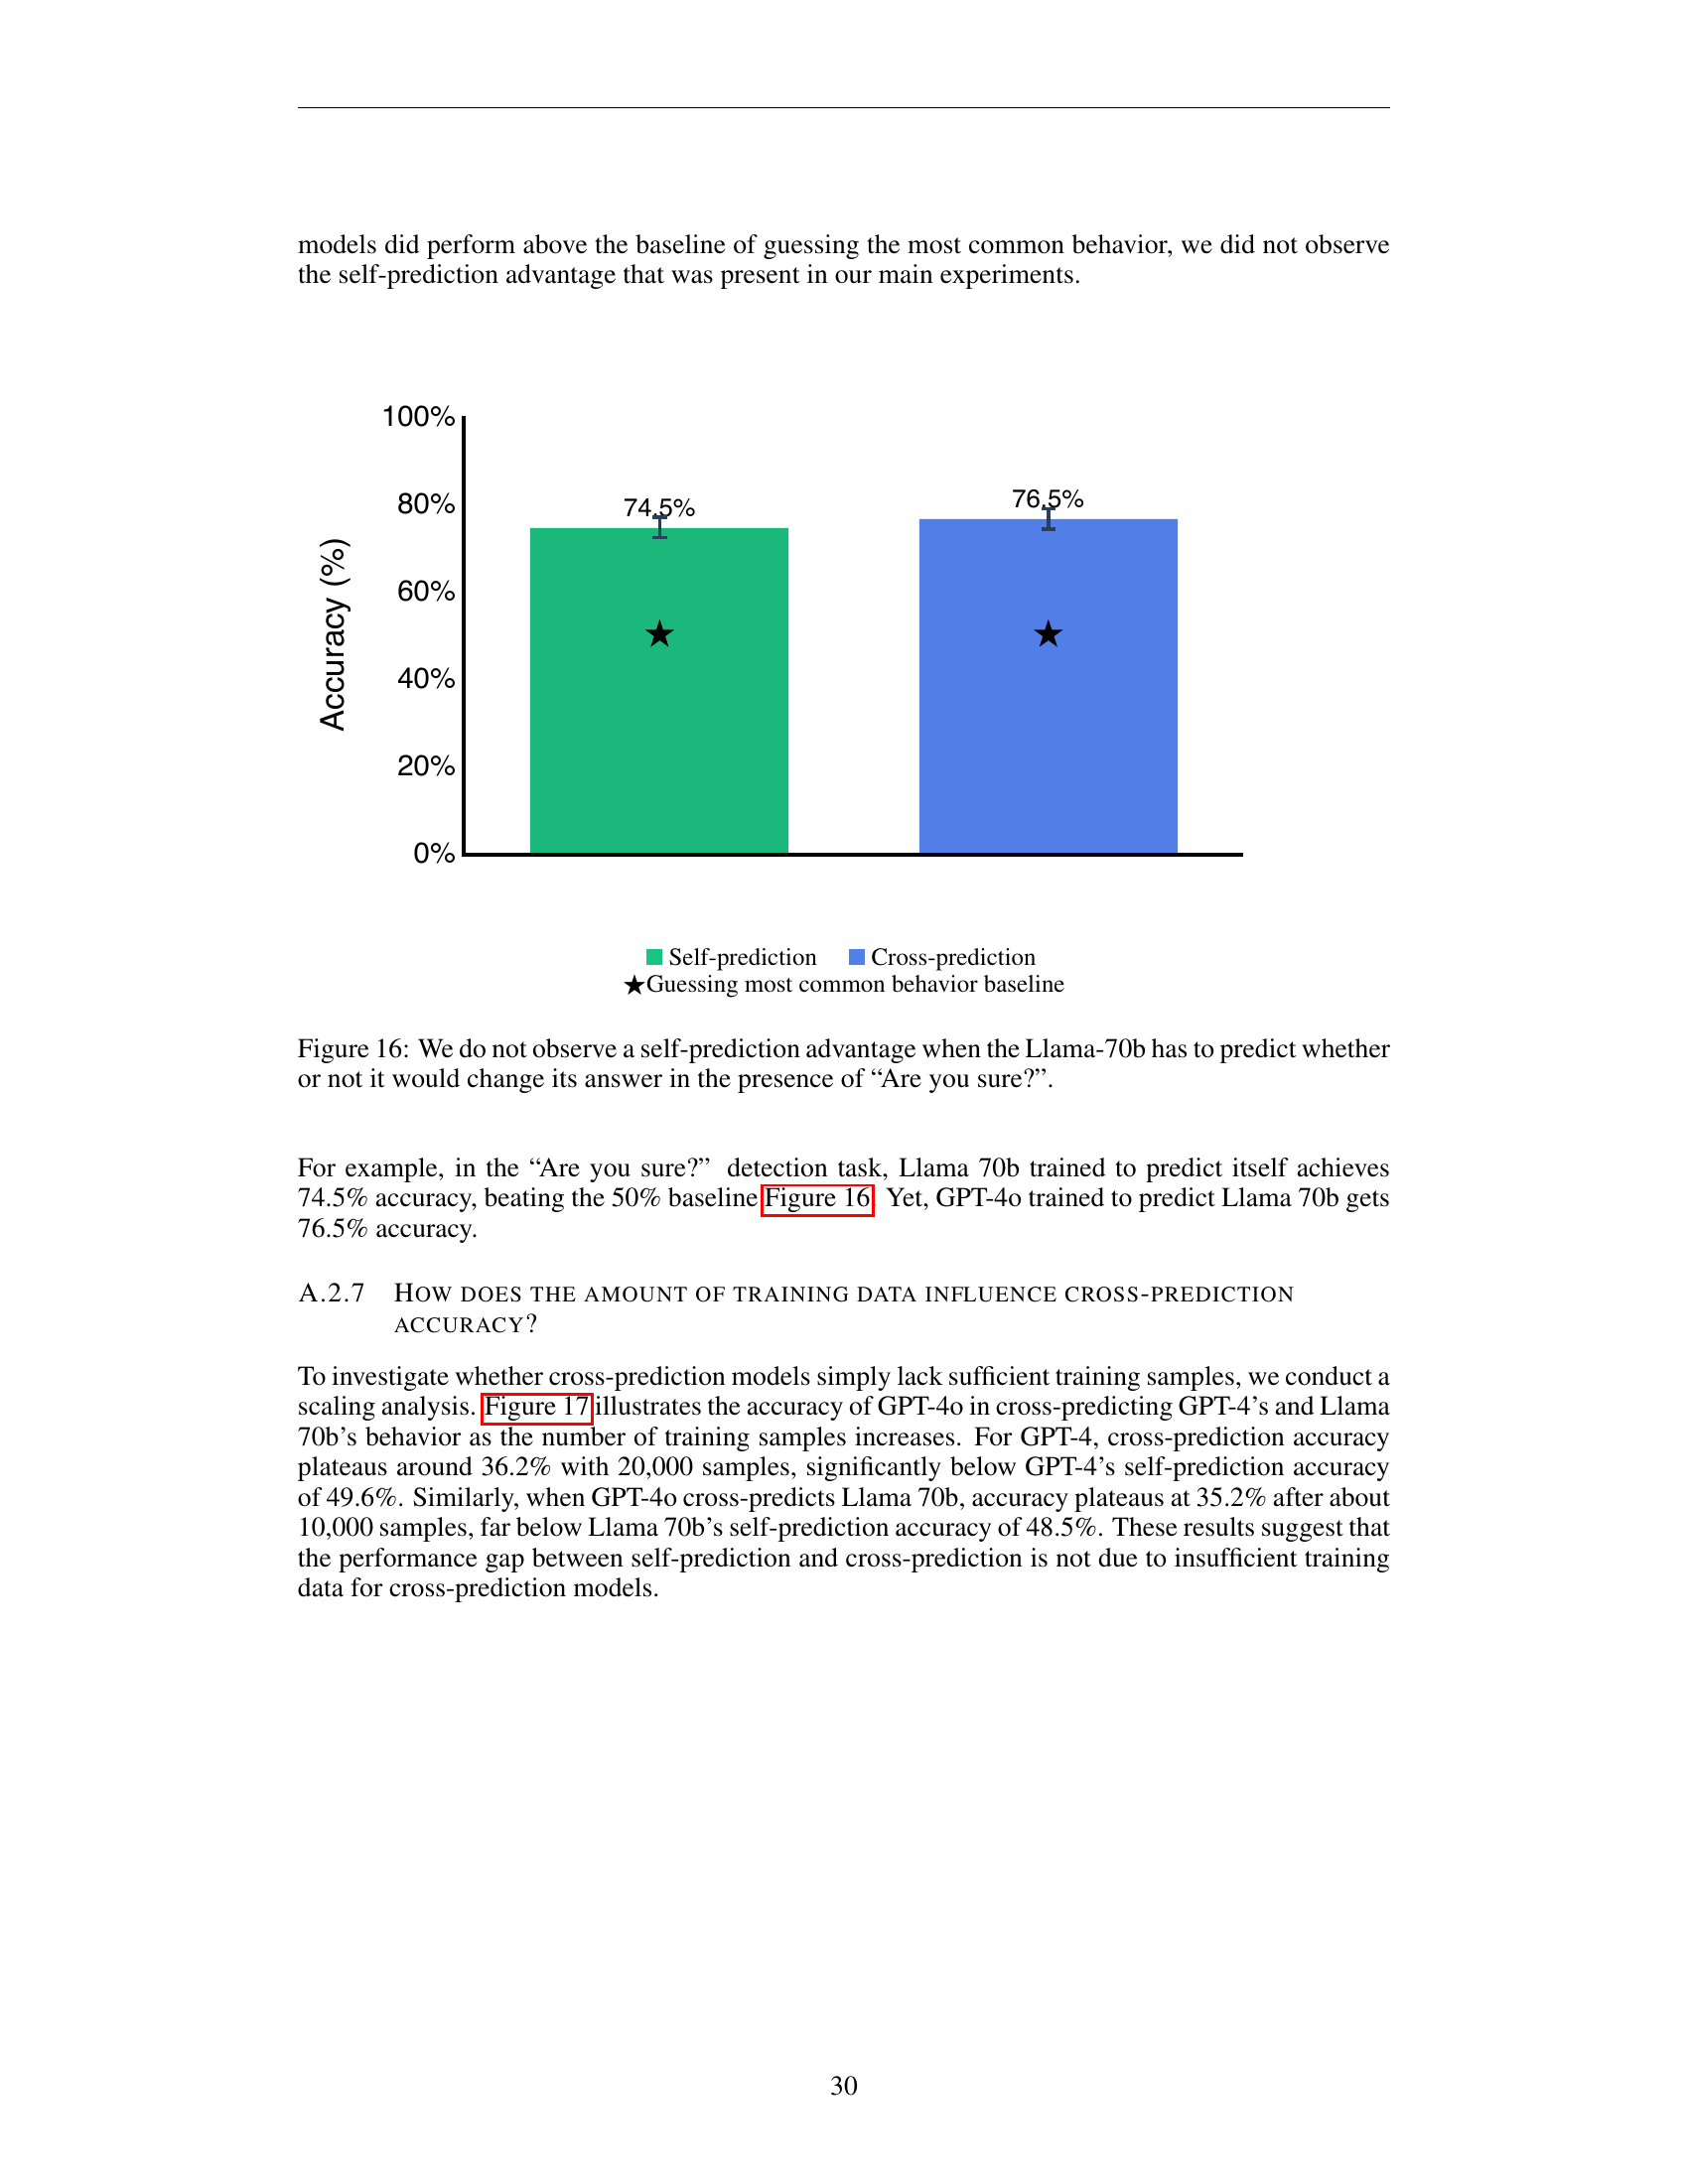 models did perform above the baseline of guessing the most common behavior, we did not observe
the self-prediction advantage that was present in our main experiments.
100%
80%
60%
40%
20%
0%
Accuracy (%)
74.5%
76.5%
Self-prediction Cross-prediction
★Guessing most common behavior baseline
Figure 16: We do not observe a self-prediction advantage when the Llama-70b has to predict whether
or not it would change its answer in the presence of “Are you sure?”.
For example, in the “Are you sure?” detection task, Llama 70b trained to predict itself achieves
74.5% accuracy, beating the 50% baseline Figure 16. Yet, GPT-4o trained to predict Llama 70b gets
76.5% accuracy.
A.2.7 HOW DOES THE AMOUNT OF TRAINING DATA INFLUENCE CROSS-PREDICTION
ACCURACY?
To investigate whether cross-prediction models simply lack sufficient training samples, we conduct a
scaling analysis. Figure 17 illustrates the accuracy of GPT-4o in cross-predicting GPT-4’s and Llama
70b’s behavior as the number of training samples increases. For GPT-4, cross-prediction accuracy
plateaus around 36.2% with 20,000 samples, significantly below GPT-4’s self-prediction accuracy
of 49.6%. Similarly, when GPT-4o cross-predicts Llama 70b, accuracy plateaus at 35.2% after about
10,000 samples, far below Llama 70b’s self-prediction accuracy of 48.5%. These results suggest that
the performance gap between self-prediction and cross-prediction is not due to insufficient training
data for cross-prediction models.
30